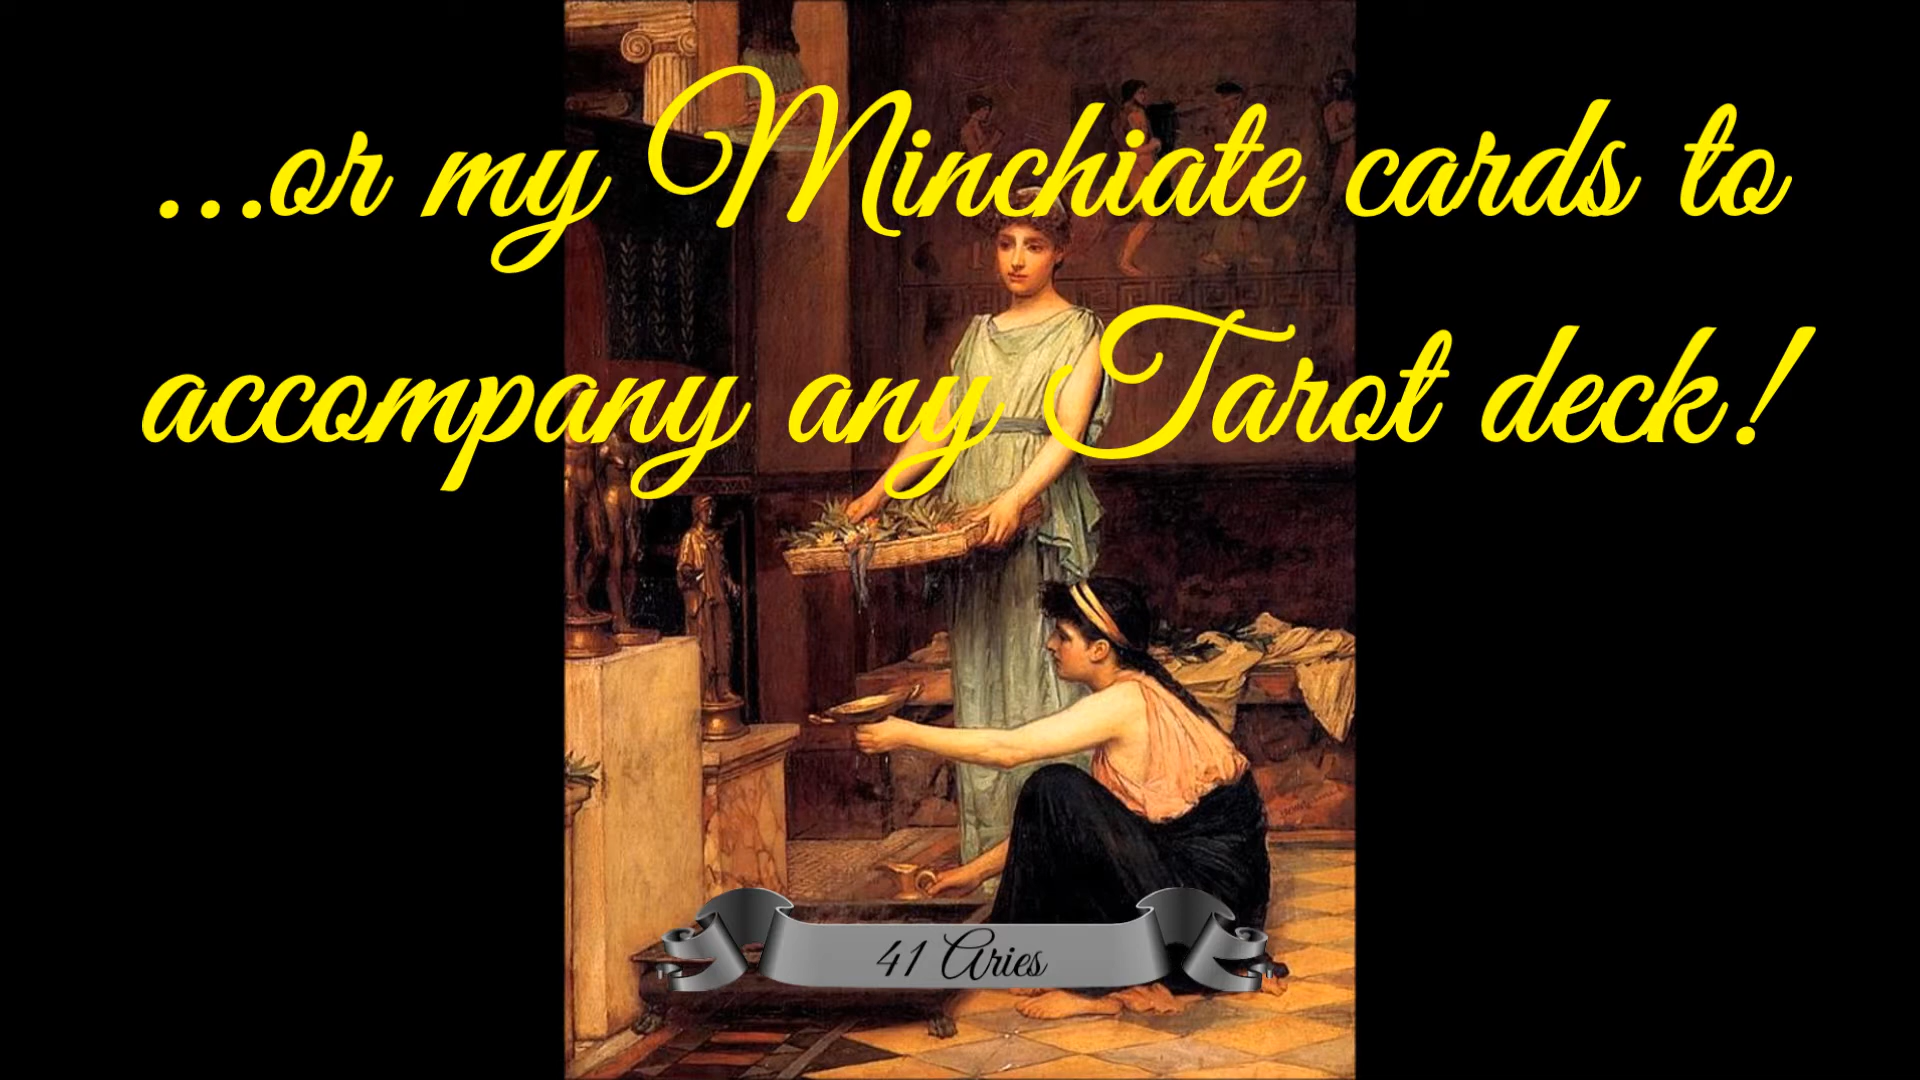 ...or my Minchiate cards to
accompany any Tarot deck!
41 Aries